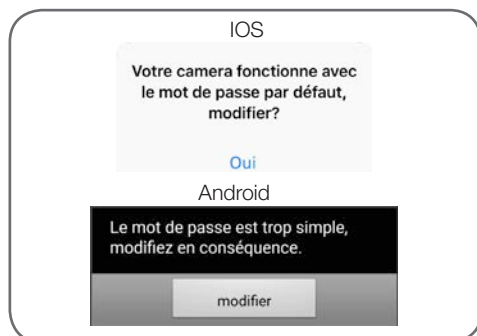 IOS
Votre camera fonctionne avec
le mot de passe par défaut,
modifier?
Oui
Android
Le mot de passe est trop simple,
modifiez en conséquence.
modifier